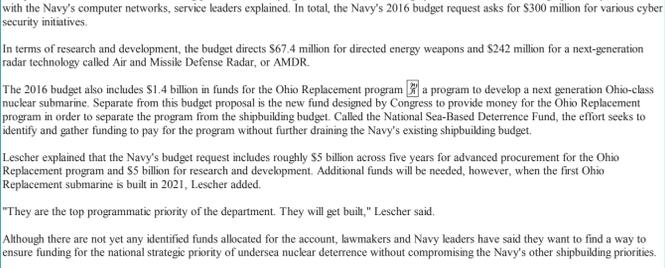 with the Navy's computer networks, service leaders explained. In total, the Navy's 2016 budget request asks for $300 million for various cyber
security initiatives.
In terms of research and development, the budget directs $67.4 million for directed energy weapons and $242 million for a next-generation
radar technology called Air and Missile Defense Radar, or AMDR.
The 2016 budget also includes $1.4 billion in funds for the Ohio Replacement program a program to develop a next generation Ohio-class
nuclear submarine. Separate from this budget proposal is the new fund designed by Congress to provide money for the Ohio Replacement
program in order to separate the program from the shipbuilding budget. Called the National Sea-Based Deterrence Fund, the effort seeks to
identify and gather funding to pay for the program without further draining the Navy's existing shipbuilding budget.
Lescher explained that the Navy's budget request includes roughly $5 billion across five years for advanced procurement for the Ohio
Replacement program and $5 billion for research and development. Additional funds will be needed, however, when the first Ohio
Replacement submarine is built in 2021, Lescher added.
"They are the top programmatic priority of the department. They will get built," Lescher said.
Although there are not yet any identified funds allocated for the account, lawmakers and Navy leaders have said they want to find a way to
ensure funding for the national strategic priority of undersea nuclear deterrence without compromising the Navy's other shipbuilding priorities.